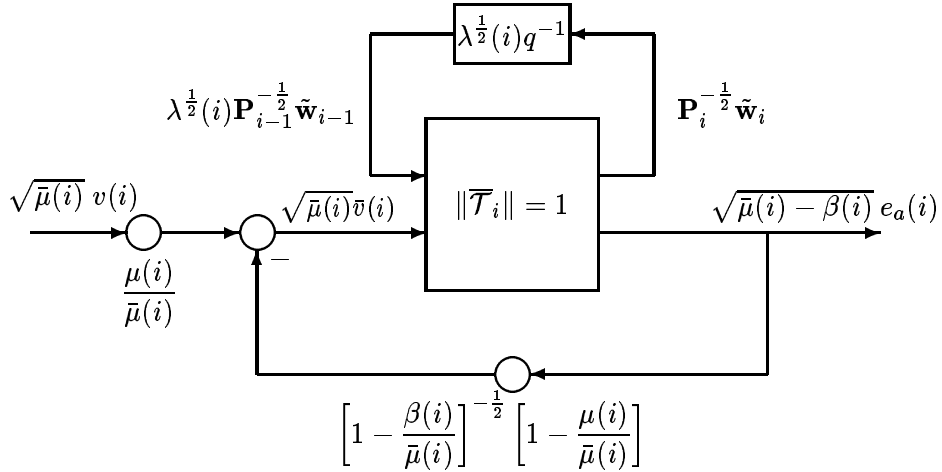 λ^{1/2}(i)q^{−1}
λ^{1/2}(i)𝐏_{i−1}^{−1/2}𝐰̃_{i−1}
𝐏_i^{−1/2}𝐰̃_i
√(μ̄(i)) v(i)
√(μ̄(i))v̄(i)
‖𝒯̅_i‖ = 1
√(μ̄(i) − β(i)) e_a(i)
−
μ(i)/μ̄(i)
[1 − β(i)/μ̄(i)]^{−1/2} [1 − μ(i)/μ̄(i)]